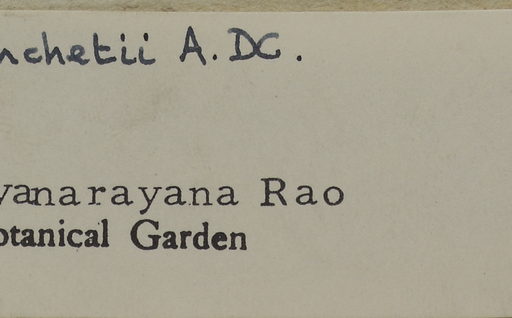 nchetii A.DC.
yanarayana Rao
otanical Garden